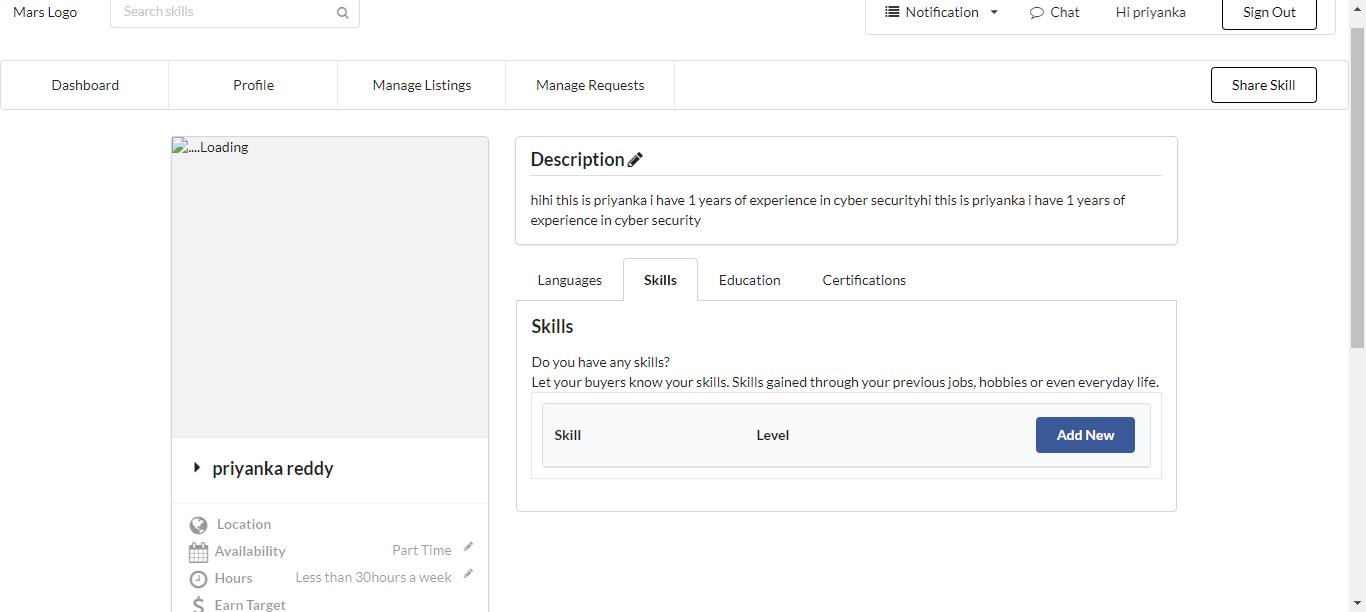 Mars Logo
Search skills
Notification
Chat
Hi priyanka
Sign Out
Dashboard
Profile
Manage Listings
Manage Requests
Share Skill
....Loading
priyanka reddy
Location
Availability
Part Time
Hours
Less than 30hours a week
Earn Target
Description
hihi this is priyanka i have 1 years of experience in cyber securityhi this is priyanka i have 1 years of
experience in cyber security
Languages
Skills
Education
Certifications
Skills
Do you have any skills?
Let your buyers know your skills. Skills gained through your previous jobs, hobbies or even everyday life.
Skill
Level
Add New